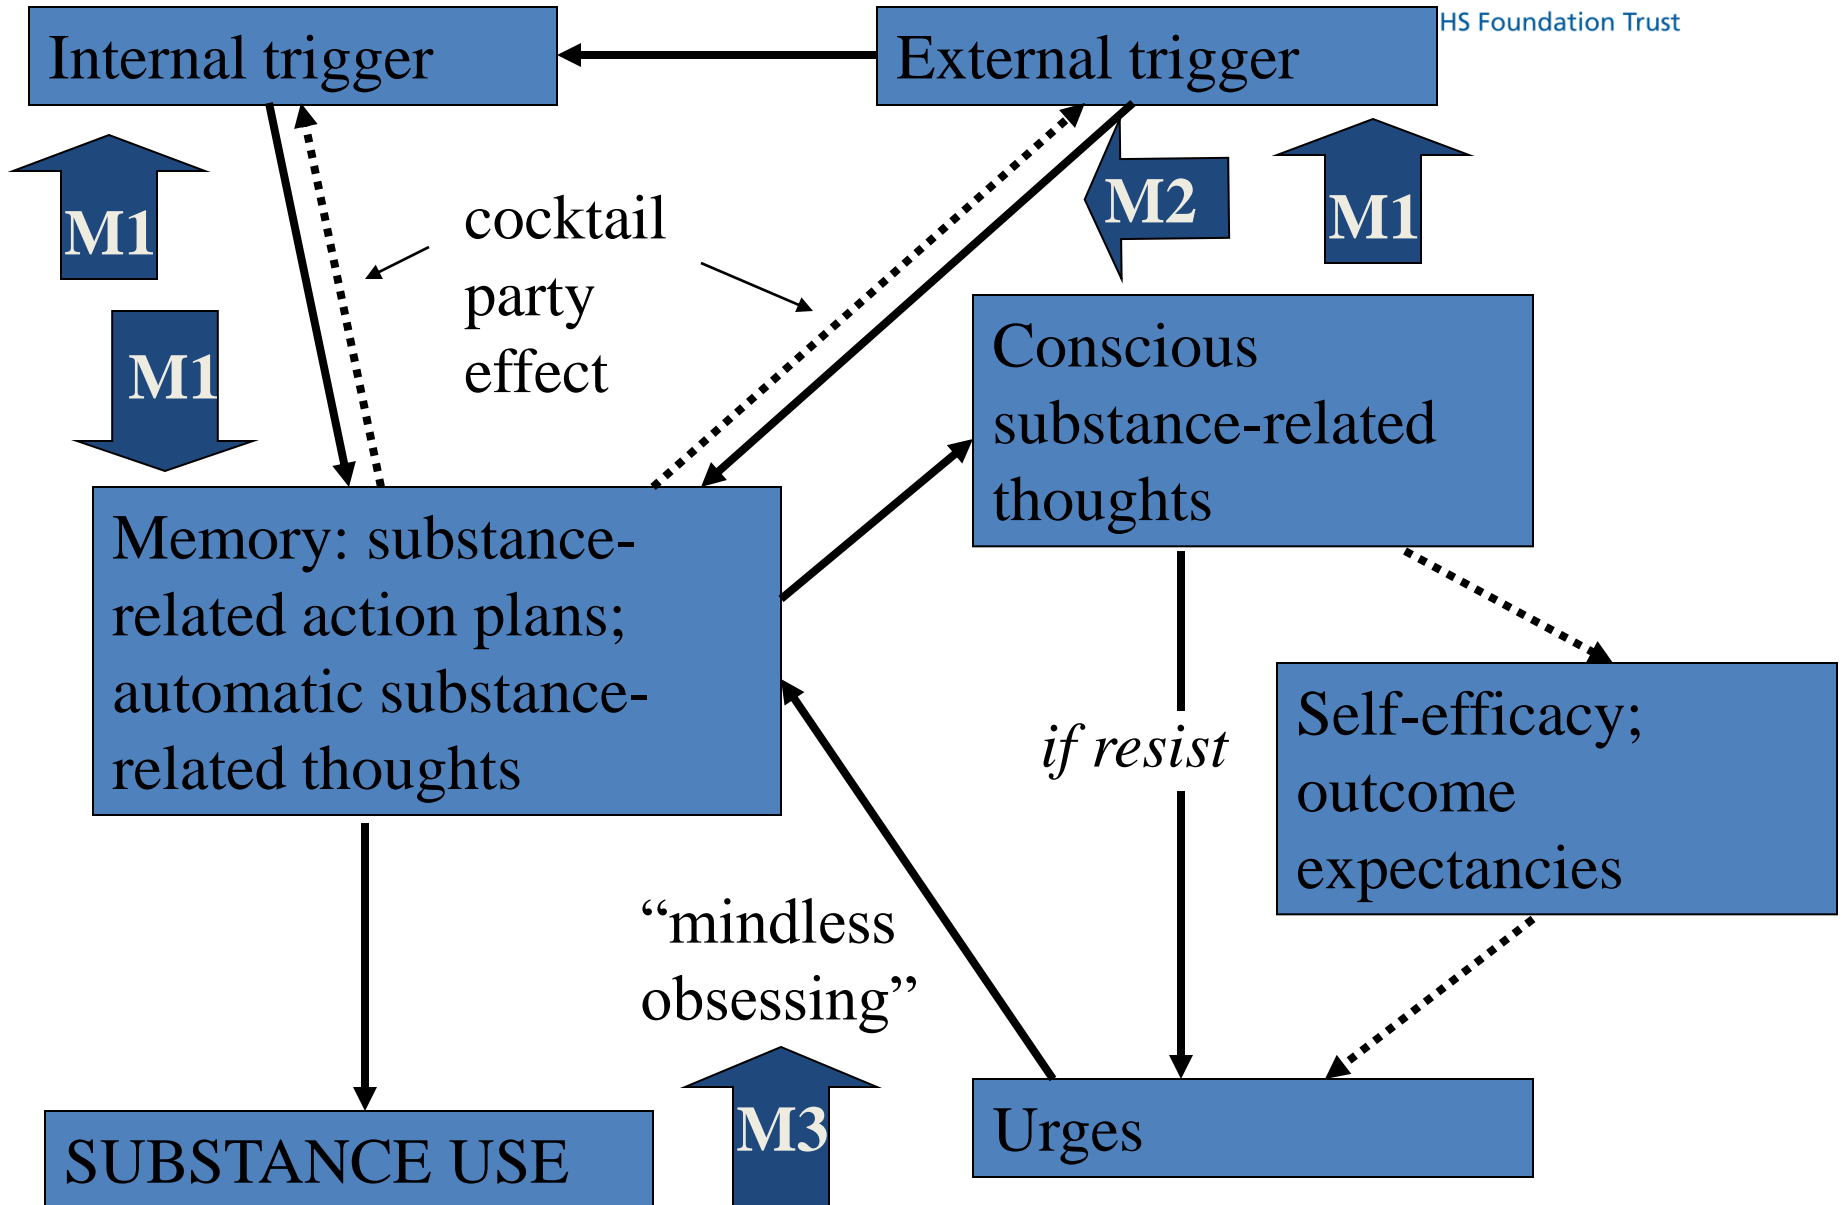 Internal trigger
External trigger
HS Foundation Trust
M1
M2
M1
cocktail
party
effect
M1
Conscious
substance-related
thoughts
Memory: substance-
related action plans;
automatic substance-
related thoughts
if resist
Self-efficacy;
outcome
expectancies
“mindless
obsessing”
M3
Urges
SUBSTANCE USE